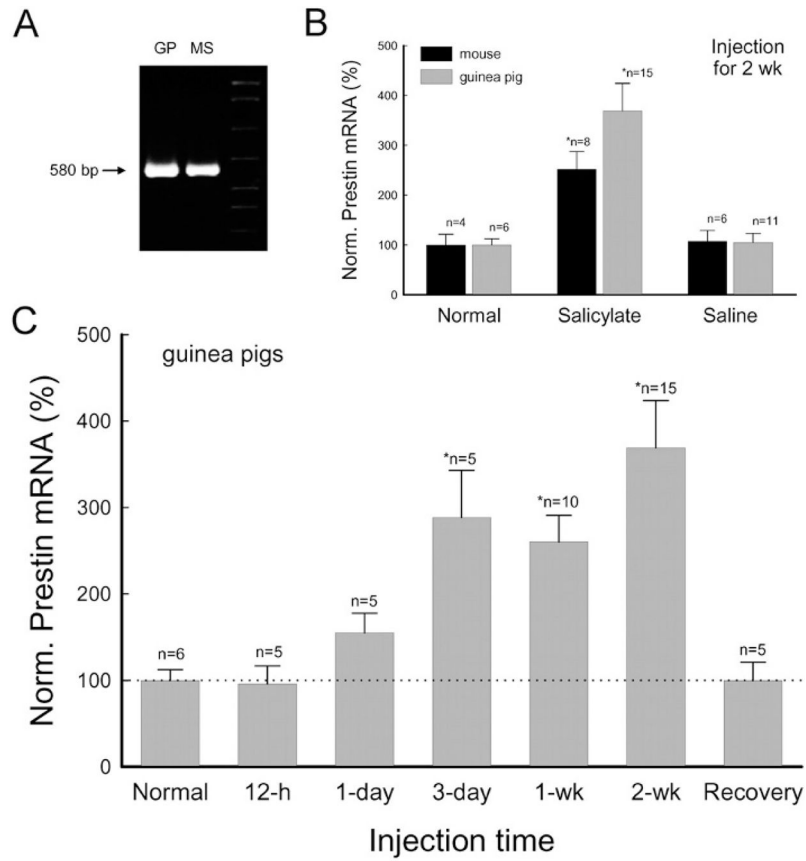 A
GP MS
580 bp
B
500
400
300
200
100
0
Norm. Prestin mRNA (%)
mouse
guinea pig
Injection
for 2 wk
n=4
n=6
*n=8
*n=15
n=6
n=11
Normal Salicylate Saline
C
500
400
300
200
100
0
Norm. Prestin mRNA (%)
guinea pigs
n=6
n=5
n=5
*n=5
*n=10
*n=15
n=5
Normal 12-h 1-day 3-day 1-wk 2-wk Recovery
Injection time